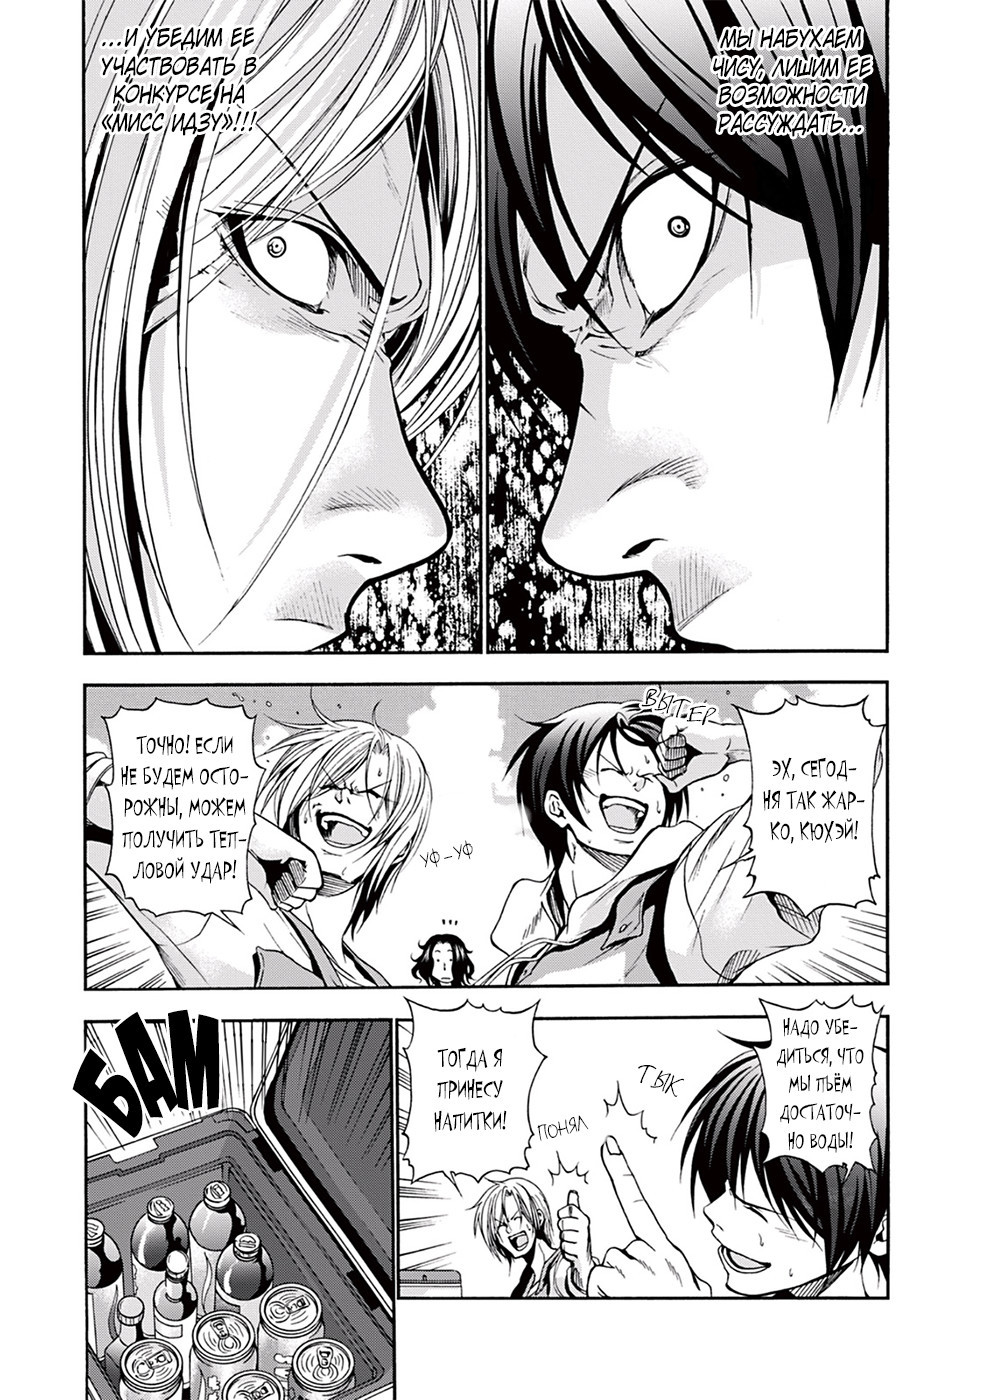 МЫ НАБУХАЕМ
ЧИСУ, ЛИШИМ ЕЕ
ВОЗМОЖНОСТИ
РАССУЖДАТЬ...
...И УБЕДИМ ЕЕ
УЧАСТВОВАТЬ В
КОНКУРСЕ НА
«МИСС ИДЗУ»!!!
ВЫТЕР
ЭХ, СЕГОД-
НЯ ТАК ЖАР-
КО, КЮХЭЙ!
ТОЧНО! ЕСЛИ
НЕ БУДЕМ ОСТО-
РОЖНЫ, МОЖЕМ
ПОЛУЧИТЬ ТЕП-
ЛОВОЙ УДАР!
УФ-УФ
НАДО УБЕ-
ДИТЬСЯ, ЧТО
МЫ ПЬЁМ
ДОСТАТОЧ-
НО ВОДЫ!
ТЫК
ТОГДА Я
ПРИНЕСУ
НАПИТКИ!
ПОНЯЛ
БАМ